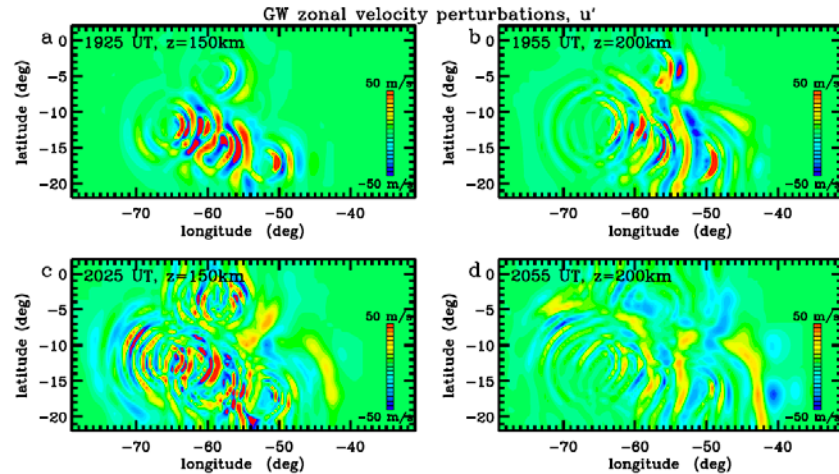 GW zonal velocity perturbations, u'
a 1925 UT, z=150km
0
−5
−10
−15
−20
latitude (deg)
50 m/s
−50 m/s
−70 −60 −50 −40
longitude (deg)
b 1955 UT, z=200km
0
−5
−10
−15
−20
latitude (deg)
50 m/s
−50 m/s
−70 −60 −50 −40
longitude (deg)
c 2025 UT, z=150km
0
−5
−10
−15
−20
latitude (deg)
50 m/s
−50 m/s
−70 −60 −50 −40
longitude (deg)
d 2055 UT, z=200km
0
−5
−10
−15
−20
latitude (deg)
50 m/s
−50 m/s
−70 −60 −50 −40
longitude (deg)